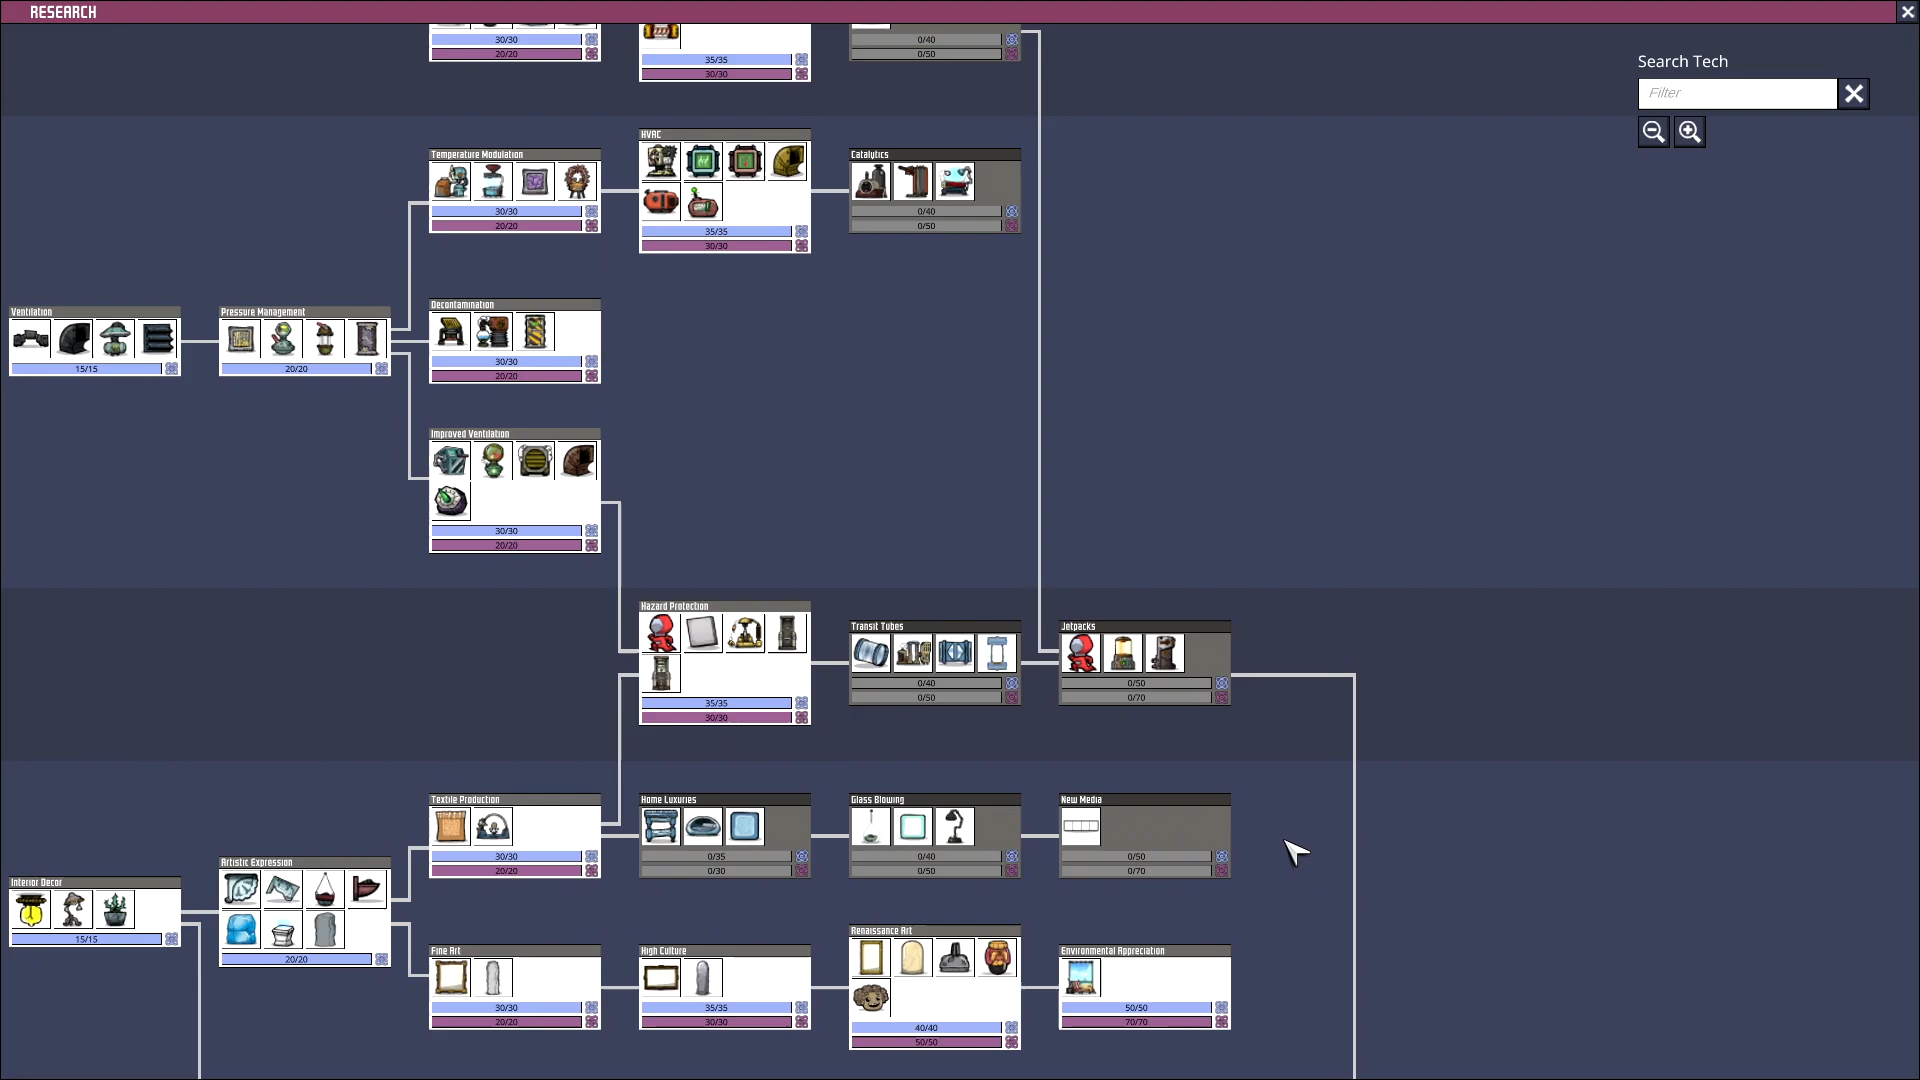 RESEARCH
30/30
20/20
35/35
30/30
0/40
0/50
Search Tech
Filter
Temperature Modulation
30/30
20/20
HVAC
35/35
30/30
Catalytics
0/40
0/50
Ventilation
15/15
Pressure Management
20/20
Decontamination
30/30
20/20
Improved Ventilation
30/30
20/20
Hazard Protection
35/35
30/30
Transit Tubes
0/40
0/50
Jetpacks
0/50
0/70
Textile Production
30/30
20/20
Home Luxuries
0/35
0/30
Glass Blowing
0/40
0/50
New Media
0/50
0/70
Interior Decor
15/15
Artistic Expression
20/20
Fine Art
30/30
20/20
High Culture
35/35
30/30
Renaissance Art
40/40
50/50
Environmental Appreciation
50/50
70/70